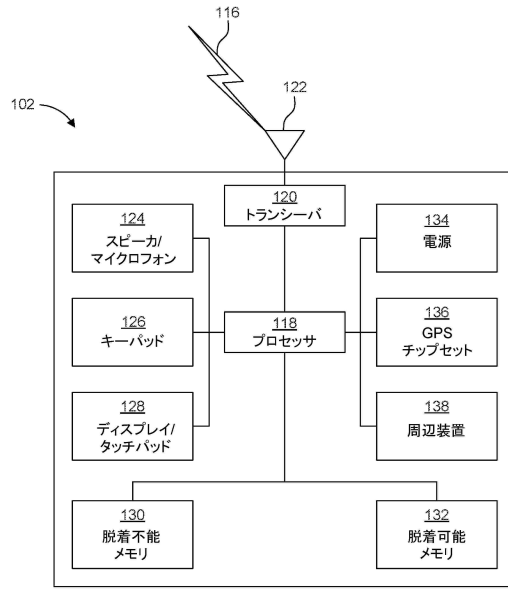 116
102
122
120
トランシーバ
124
スピーカ/
マイクロフォン
134
電源
126
キーパッド
118
プロセッサ
136
GPS
チップセット
128
ディスプレイ/
タッチパッド
138
周辺装置
130
脱着不能
メモリ
132
脱着可能
メモリ